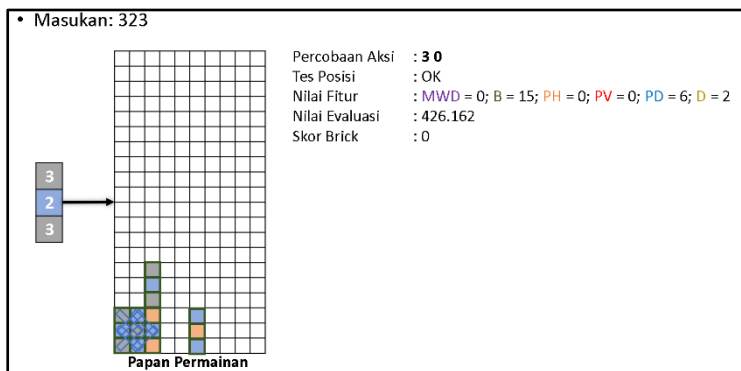 • Masukan: 323
Percobaan Aksi : 3 0
Tes Posisi : OK
Nilai Fitur : MWD = 0; B = 15; PH = 0; PV = 0; PD = 6; D = 2
Nilai Evaluasi : 426.162
Skor Brick : 0
3
2
3
Papan Permainan